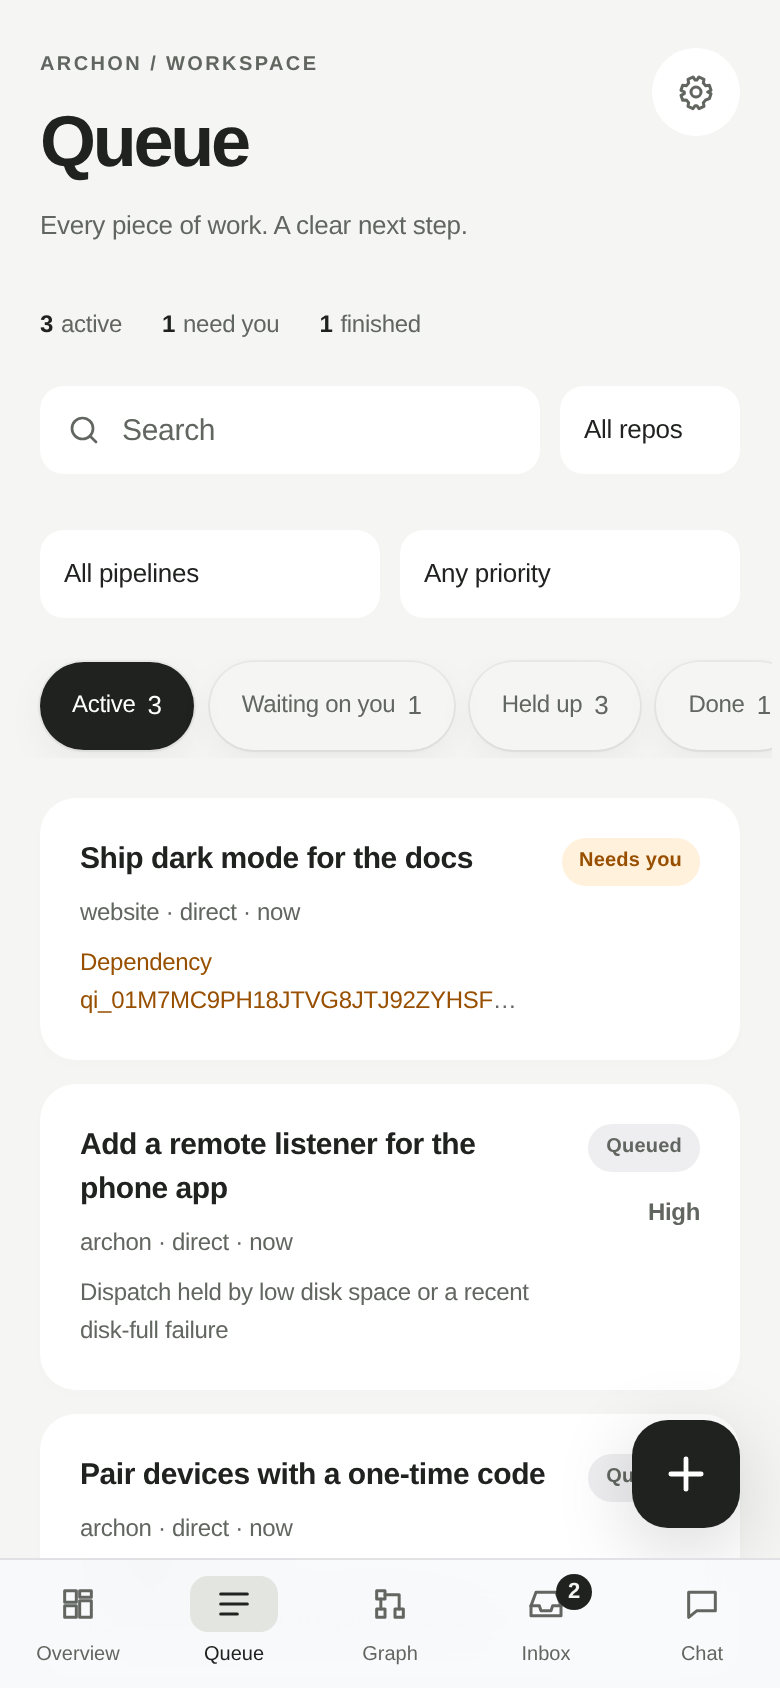 ARCHON / WORKSPACE
Queue
Every piece of work. A clear next step.
3 active 1 need you 1 finished
Search
All repos
All pipelines
Any priority
Active 3
Waiting on you 1
Held up 3
Done 1
Ship dark mode for the docs
Needs you
website · direct · now
Dependency
qi_01M7MC9PH18JTVG8JTJ92ZYHSF…
Add a remote listener for the
phone app
Queued
High
archon · direct · now
Dispatch held by low disk space or a recent
disk-full failure
Pair devices with a one-time code
archon · direct · now
2
Overview
Queue
Graph
Inbox
Chat